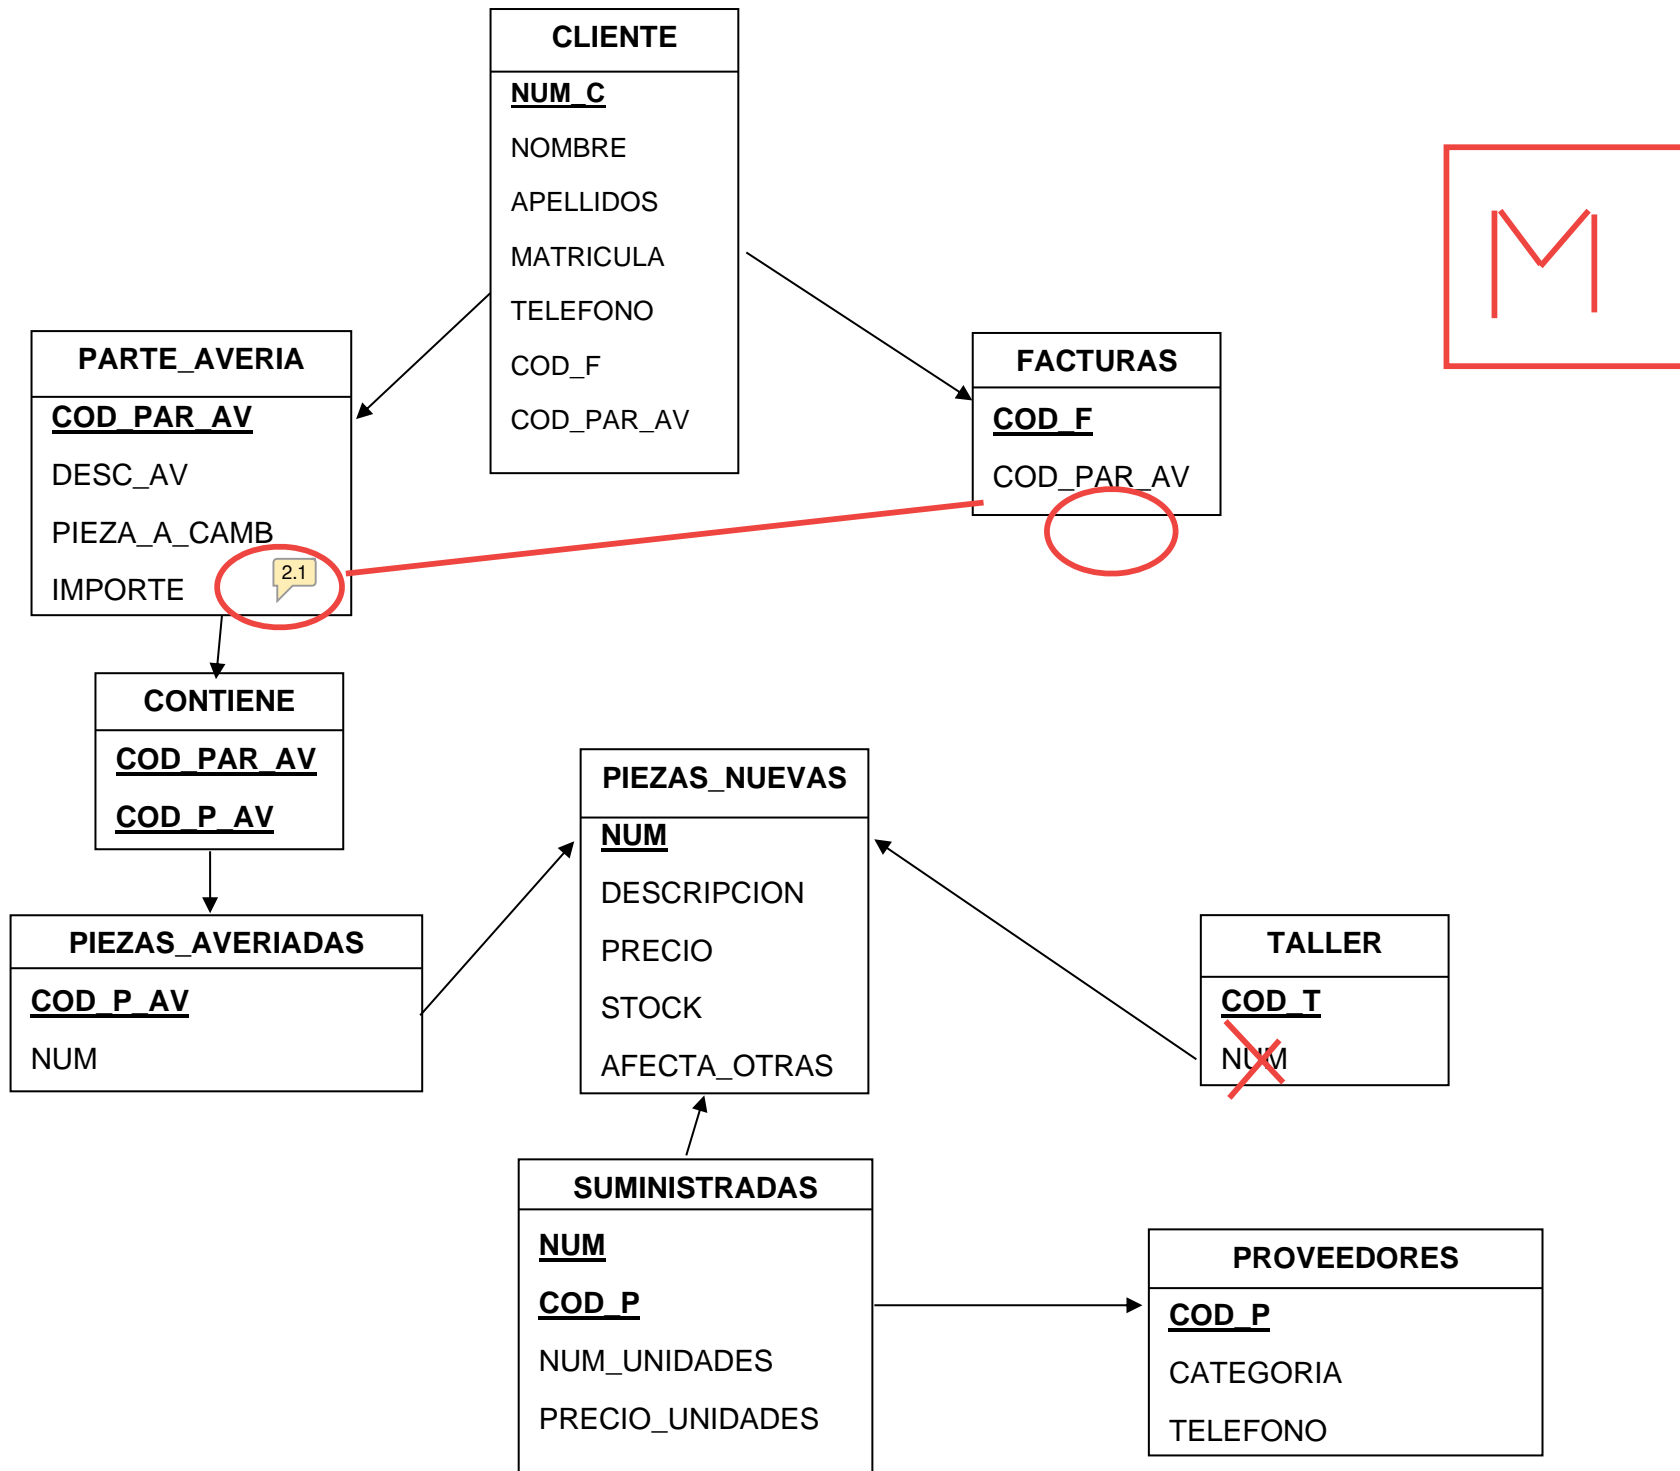 CLIENTE
NUM_C
NOMBRE
APELLIDOS
MATRICULA
TELEFONO
COD_F
COD_PAR_AV
M
PARTE_AVERIA
COD_PAR_AV
DESC_AV
PIEZA_A_CAMB
IMPORTE
2.1
FACTURAS
COD_F
COD_PAR_AV
CONTIENE
COD_PAR_AV
COD_P_AV
PIEZAS_AVERIADAS
COD_P_AV
NUM
PIEZAS_NUEVAS
NUM
DESCRIPCION
PRECIO
STOCK
AFECTA_OTRAS
TALLER
COD_T
NUM
SUMINISTRADAS
NUM
COD_P
NUM_UNIDADES
PRECIO_UNIDADES
PROVEEDORES
COD_P
CATEGORIA
TELEFONO